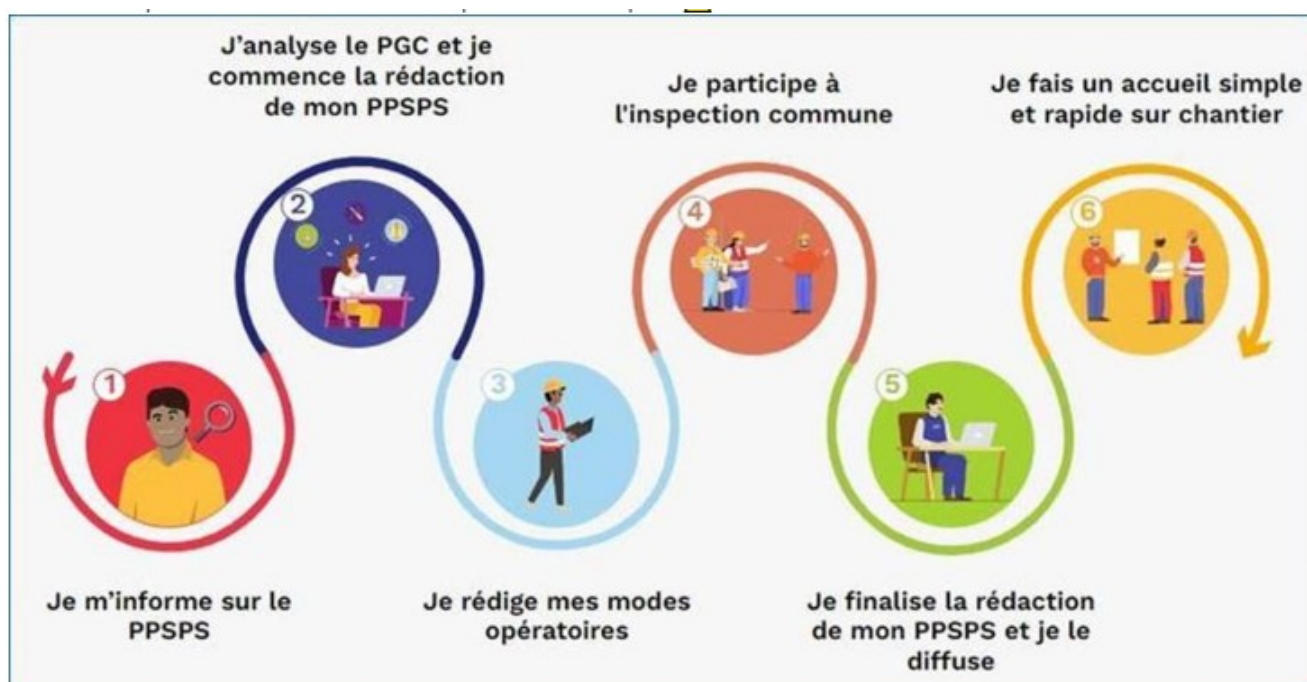 J'analyse le PGC et je
commence la rédaction
de mon PPSPS
Je participe à
l'inspection commune
Je fais un accueil simple
et rapide sur chantier
2
4
6
1
3
5
Je m'informe sur le
PPSPS
Je rédige mes modes
opératoires
Je finalise la rédaction
de mon PPSPS et je le
diffuse